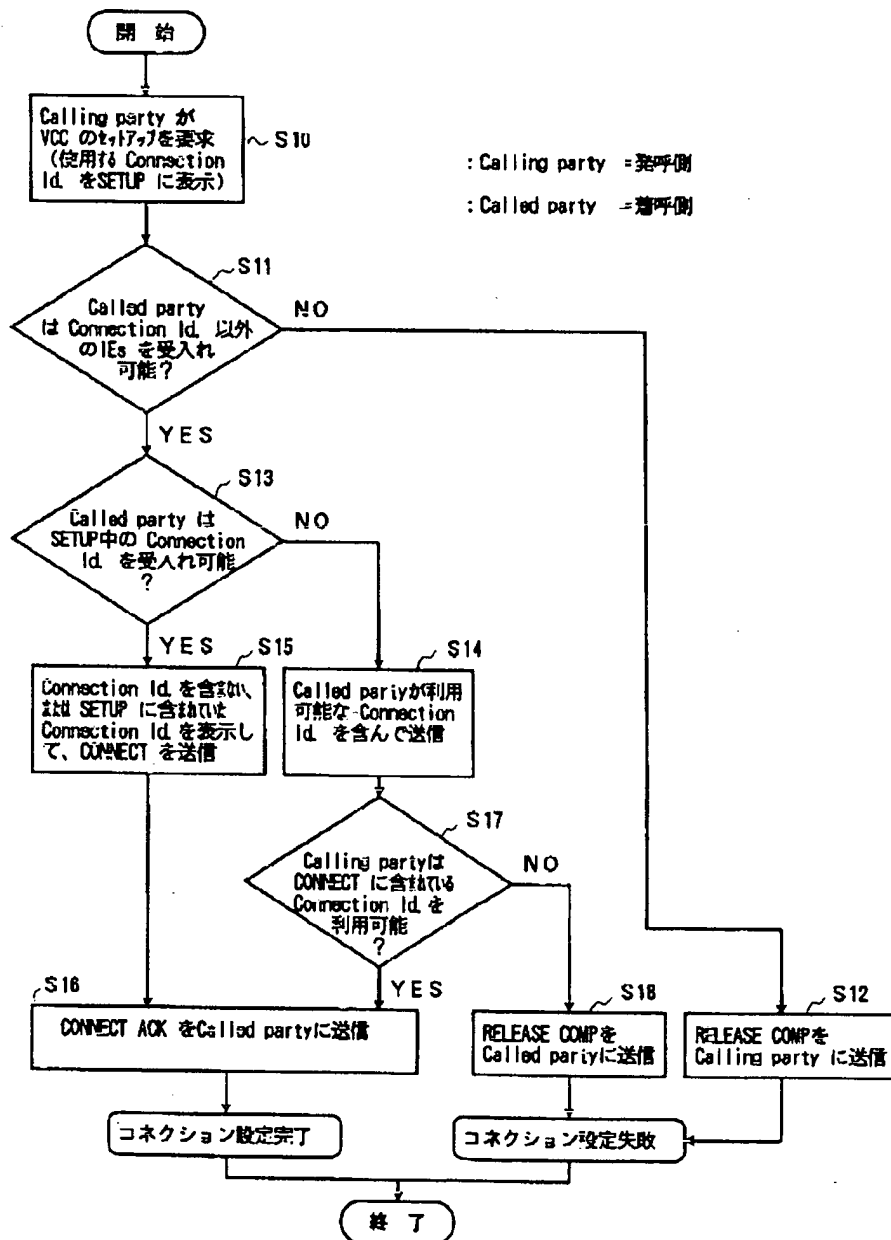 開 始
Calling party が
VCC のセットアップを要求
(使用する Connection
Id. をSETUP に表示)
S10
:Calling party =発呼側
:Called party =着呼側
S11
Called party
は Connection Id. 以外
のIEs を受入れ
可能?
NO
YES
S13
Called party は
SETUP中の Connection
Id. を受入れ可能
?
NO
YES
S15
Connection Id. を含まない、
または SETUP に含まれていた
Connection Id. を表示し
て、CONNECT を送信
S14
Called partyが利用
可能な Connection
Id. を含んで送信
S17
Calling partyは
CONNECT に含まれている
Connection Id. を
利用可能
?
NO
YES
S16
CONNECT ACK をCalled partyに送信
S18
RELEASE COMPを
Called partyに送信
S12
RELEASE COMPを
Calling party に送信
コネクション設定完了
コネクション設定失敗
終 了